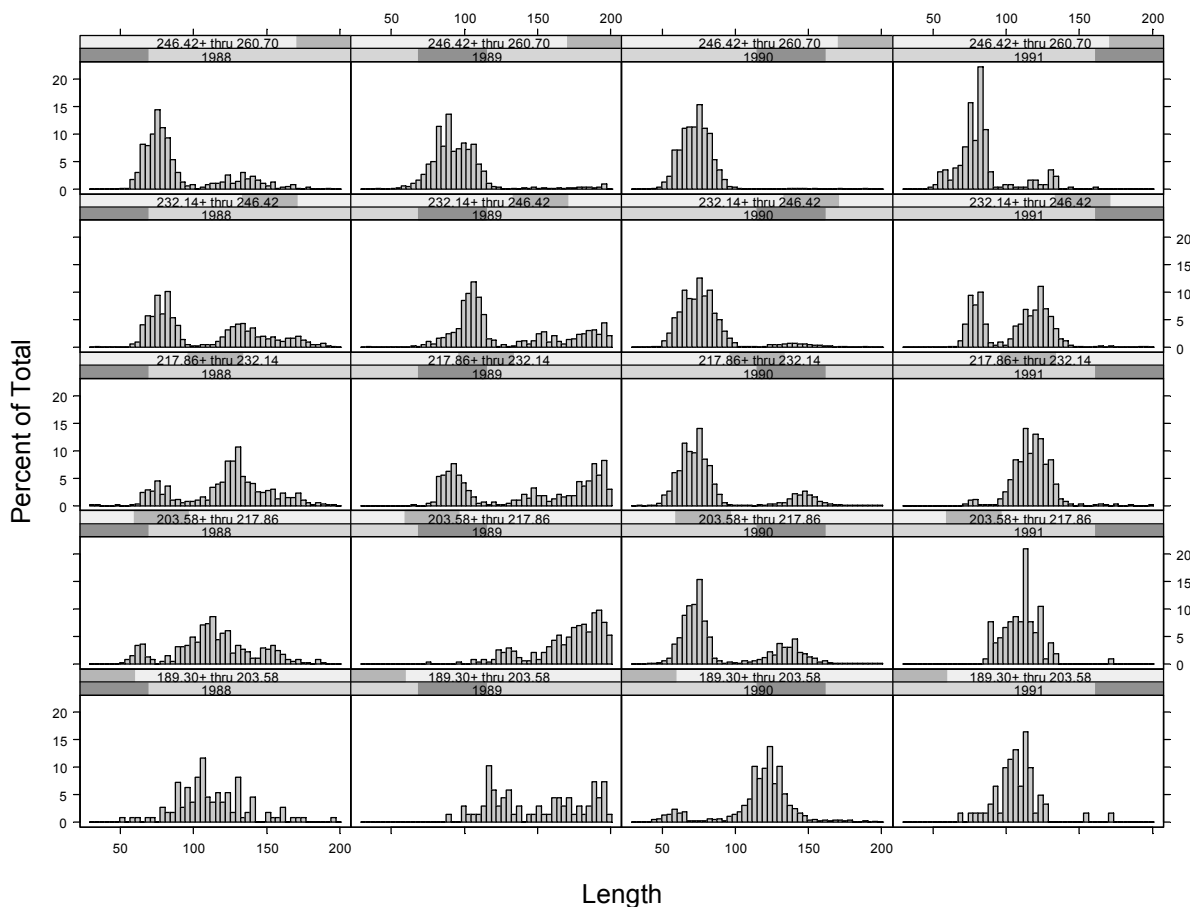 50 100 150 200 50 100 150 200
246.42+ thru 260.70 246.42+ thru 260.70 246.42+ thru 260.70 246.42+ thru 260.70
1988 1989 1990 1991
20
15
10
5
0
232.14+ thru 246.42 232.14+ thru 246.42 232.14+ thru 246.42 232.14+ thru 246.42
1988 1989 1990 1991
20
15
10
5
0
217.86+ thru 232.14 217.86+ thru 232.14 217.86+ thru 232.14 217.86+ thru 232.14
1988 1989 1990 1991
20
15
10
5
0
203.58+ thru 217.86 203.58+ thru 217.86 203.58+ thru 217.86 203.58+ thru 217.86
1988 1989 1990 1991
20
15
10
5
0
189.30+ thru 203.58 189.30+ thru 203.58 189.30+ thru 203.58 189.30+ thru 203.58
1988 1989 1990 1991
20
15
10
5
0
50 100 150 200 50 100 150 200
Percent of Total
Length